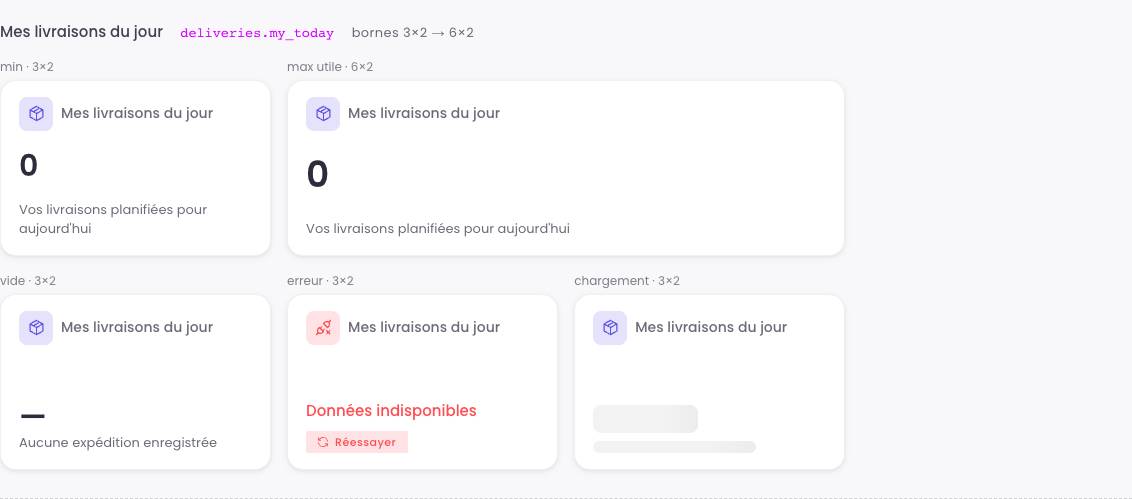 Mes livraisons du jour deliveries.my_today bornes 3×2 → 6×2
min · 3×2
max utile · 6×2
Mes livraisons du jour
0
Vos livraisons planifiées pour
aujourd'hui
Mes livraisons du jour
0
Vos livraisons planifiées pour aujourd'hui
vide · 3×2
erreur · 3×2
chargement · 3×2
Mes livraisons du jour
—
Aucune expédition enregistrée
Mes livraisons du jour
Données indisponibles
Réessayer
Mes livraisons du jour